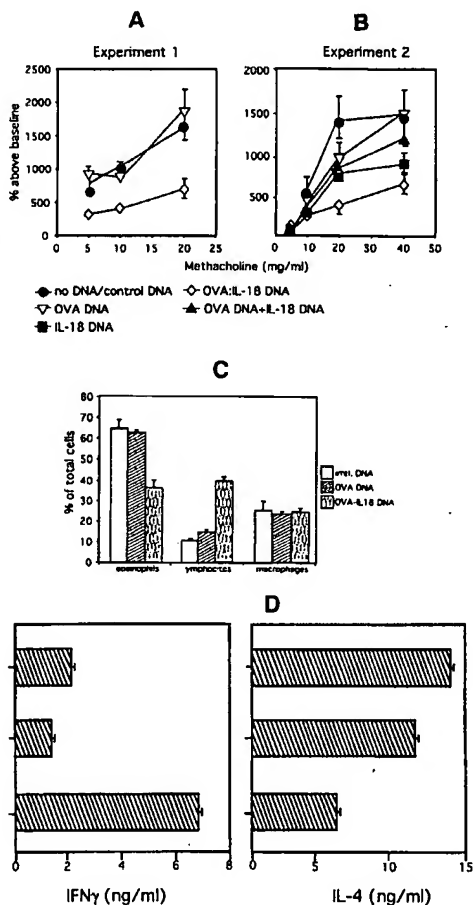 A
B
Experiment 1
Experiment 2
% above baseline
2500
2000
1500
1000
500
0
0 5 10 15 20 25
1500
1000
500
0 10 20 30 40 50
Methacholine (mg/ml)
no DNA/control DNA
OVA:IL-18 DNA
OVA DNA
OVA DNA+IL-18 DNA
IL-18 DNA
C
% of total cells
80
70
60
50
40
30
20
10
0
DNA
OVA DNA
OVA-IL18 DNA
eosinophils
macrophages
D
0 2 4 6 8
IFNγ (ng/ml)
0 5 10 15
IL-4 (ng/ml)